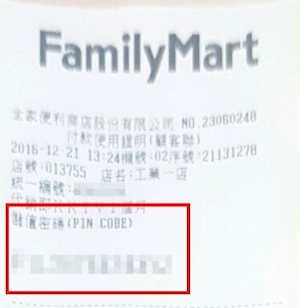 FamilyMart
全家便利商店股份有限公司 NO.23060248
付款使用證明(顧客聯)
2016-12-21 13:24機號:02序號:21131278
店號:013755 店名:工業一店
統一編號:
儲值密碼(PIN CODE)